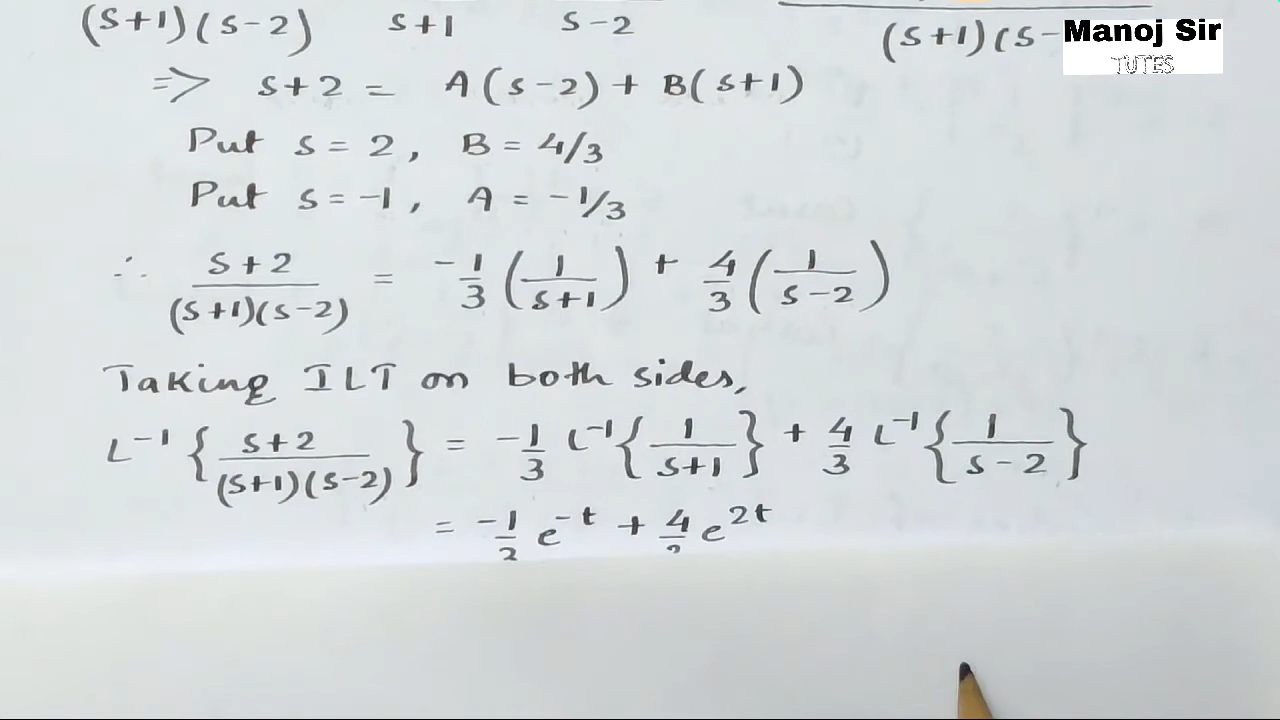 (s+1)(s-2) s+1 s-2 (s+1)(s-
Manoj Sir
TUTES
=> s+2 = A(s-2) + B(s+1)
Put s = 2, B = 4/3
Put s = -1, A = -1/3
∴ s+2/(s+1)(s-2) = -1/3 (1/s+1) + 4/3 (1/s-2)
Taking ILT on both sides,
L⁻¹{s+2/(s+1)(s-2)} = -1/3 L⁻¹{1/s+1} + 4/3 L⁻¹{1/s-2}
= -1/3 e^-t + 4/3 e^2t